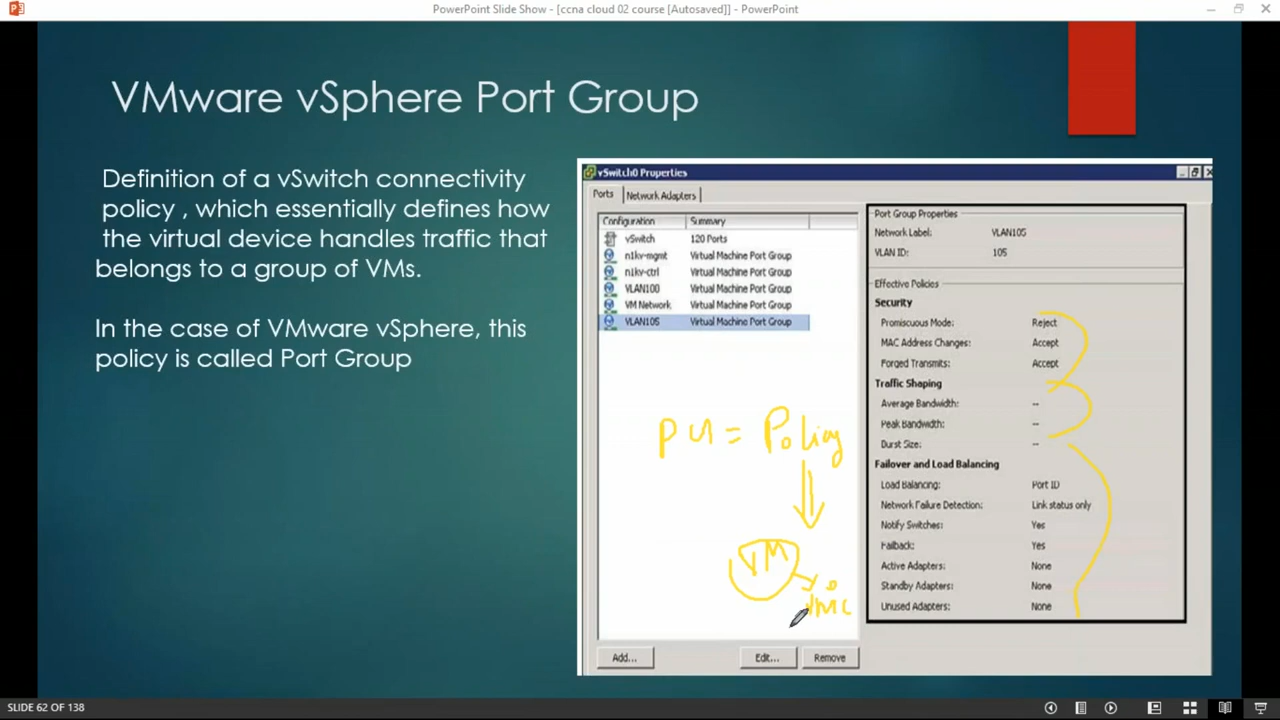 PowerPoint Slide Show - [ccna cloud 02 course [Autosaved]] - PowerPoint
VMware vSphere Port Group
Definition of a vSwitch connectivity
policy , which essentially defines how
the virtual device handles traffic that
belongs to a group of VMs.
In the case of VMware vSphere, this
policy is called Port Group
vSwitch0 Properties
Ports Network Adapters
Configuration Summary
vSwitch 120 Ports
n1kv-mgmt Virtual Machine Port Group
n1kv-ctrl Virtual Machine Port Group
VLAN100 Virtual Machine Port Group
VM Network Virtual Machine Port Group
VLAN105 Virtual Machine Port Group
= Policy
VM
Add... Edit... Remove
Port Group Properties
Network Label: VLAN105
VLAN ID: 105
Effective Policies
Security
Promiscuous Mode: Reject
MAC Address Changes: Accept
Forged Transmits: Accept
Traffic Shaping
Average Bandwidth: --
Peak Bandwidth: --
Burst Size: --
Failover and Load Balancing
Load Balancing: Port ID
Network Failure Detection: Link status only
Notify Switches: Yes
Failback: Yes
Active Adapters: None
Standby Adapters: None
Unused Adapters: None
SLIDE 62 OF 138